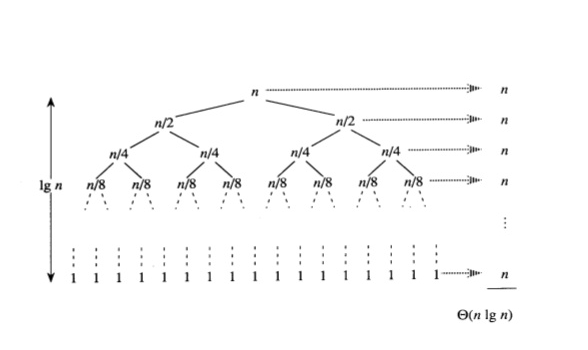 n n
n/2 n/2 n
n/4 n/4 n/4 n/4 n
lg n n/8 n/8 n/8 n/8 n/8 n/8 n/8 n/8 n
⋮
1 1 1 1 1 1 1 1 1 1 1 1 1 1 1 1 1 n
Θ(n lg n)